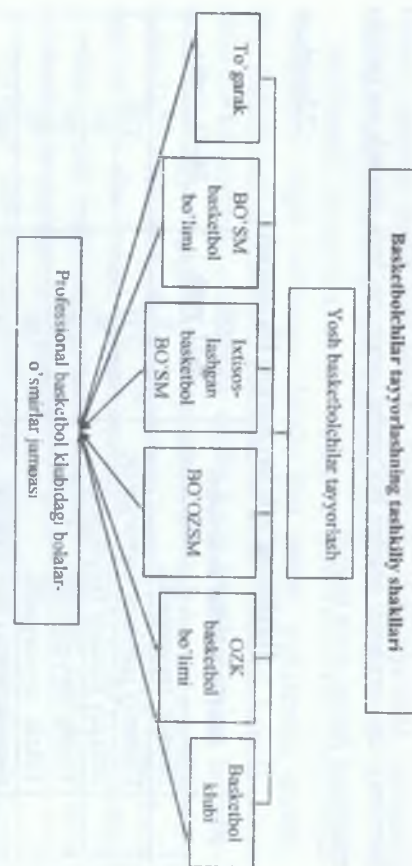 Basketbolchilar tayyorlashning tashkiliy shakllari
Yosh basketbolchilar tayyorlash
To'garak
BO'SM
basketbol
bo'limi
Ixtisos-
lashgan
basketbol
BO'SM
BO'OZSM
OZK
basketbol
bo'limi
Basketbol
klubi
Professional basketbol klubidagi bolalar-
o'smirlar jamoasi